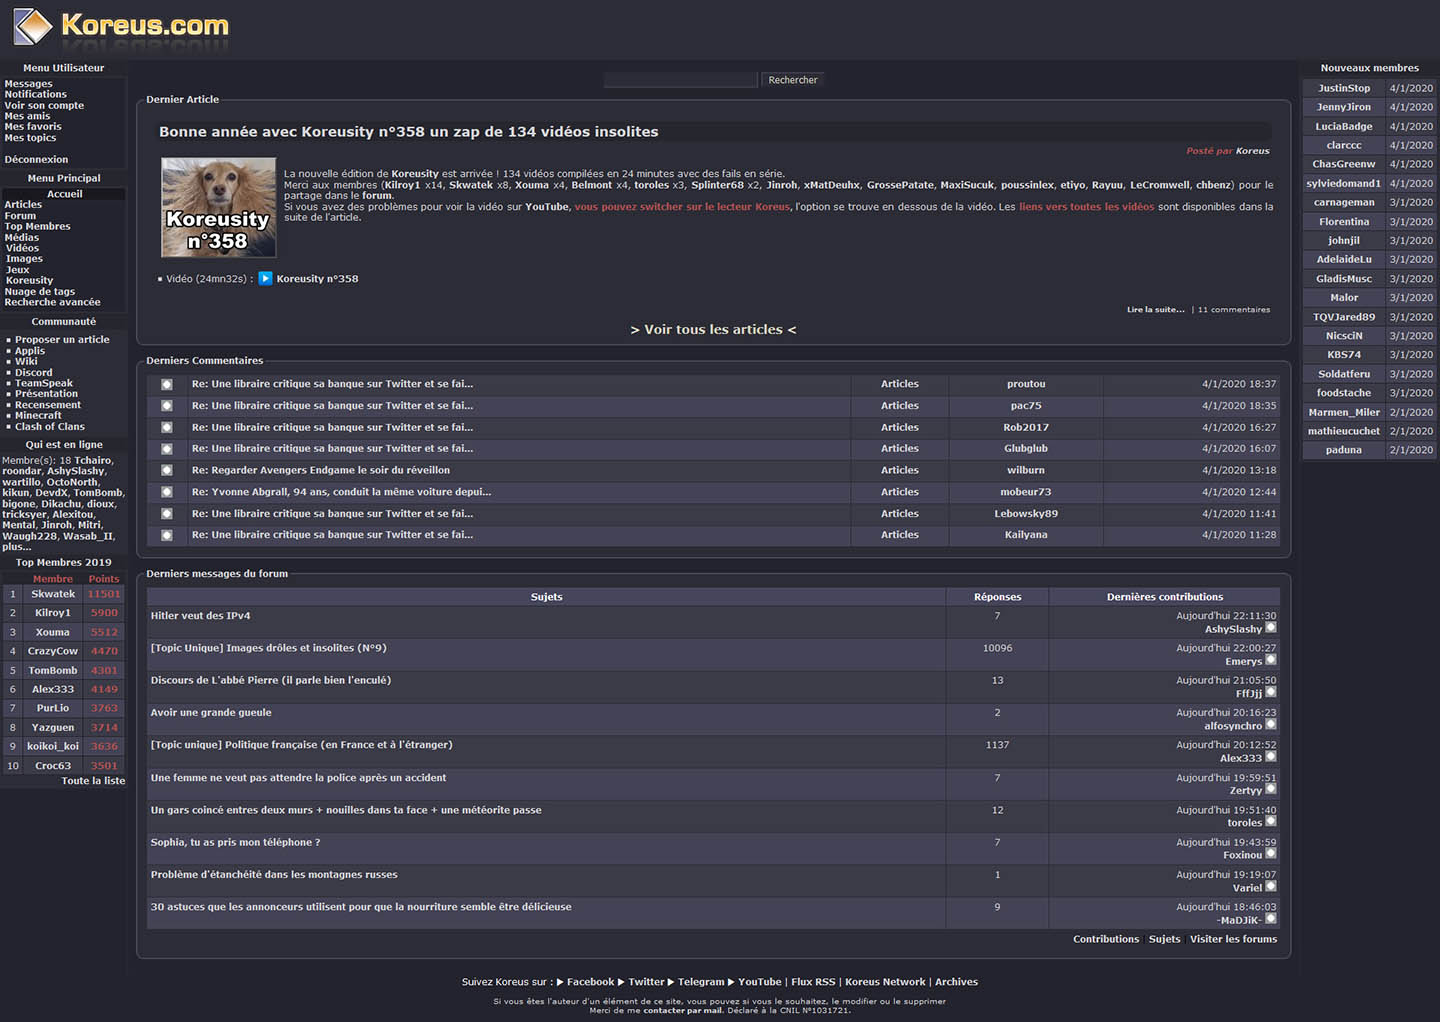 Koreus.com
Menu Utilisateur
Messages
Notifications
Voir son compte
Mes amis
Mes favoris
Mes topics
Déconnexion
Menu Principal
Accueil
Articles
Forum
Top Membres
Médias
Vidéos
Images
Jeux
Koreusity
Nuage de tags
Recherche avancée
Communauté
Proposer un article
Applis
Wiki
Discord
TeamSpeak
Présentation
Recensement
Minecraft
Clash of Clans
Qui est en ligne
Membre(s): 18 Tchairo,
roondar, AshySlashy,
wartillo, OctoNorth,
kikun, DevdX, TomBomb,
bigone, Dikachu, dioux,
tricksyer, Alexitou,
Mental, Jinroh, Mitri,
Waugh228, Wasab_II,
plus...
Top Membres 2019
Membre Points
1 Skwatek 11501
2 Kilroy1 5900
3 Xouma 5512
4 CrazyCow 4470
5 TomBomb 4301
6 Alex333 4149
7 PurLio 3763
8 Yazguen 3714
9 koikoi_koi 3636
10 Croc63 3501
Toute la liste
Rechercher
Dernier Article
Bonne année avec Koreusity n°358 un zap de 134 vidéos insolites
Posté par Koreus
Koreusity
n°358
La nouvelle édition de Koreusity est arrivée ! 134 vidéos compilées en 24 minutes avec des fails en série.
Merci aux membres (Kilroy1 x14, Skwatek x8, Xouma x4, Belmont x4, toroles x3, Splinter68 x2, Jinroh, xMatDeuhx, GrossePatate, MaxiSucuk, poussinlex, etiyo, Rayuu, LeCromwell, chbenz) pour le
partage dans le forum.
Si vous avez des problèmes pour voir la vidéo sur YouTube, vous pouvez switcher sur le lecteur Koreus, l'option se trouve en dessous de la vidéo. Les liens vers toutes les vidéos sont disponibles dans la
suite de l'article.
Vidéo (24mn32s) : Koreusity n°358
Lire la suite... | 11 commentaires
> Voir tous les articles <
Derniers Commentaires
Re: Une libraire critique sa banque sur Twitter et se fai... Articles proutou 4/1/2020 18:37
Re: Une libraire critique sa banque sur Twitter et se fai... Articles pac75 4/1/2020 18:35
Re: Une libraire critique sa banque sur Twitter et se fai... Articles Rob2017 4/1/2020 16:27
Re: Une libraire critique sa banque sur Twitter et se fai... Articles Glubglub 4/1/2020 16:07
Re: Regarder Avengers Endgame le soir du réveillon Articles wilburn 4/1/2020 13:18
Re: Yvonne Abgrall, 94 ans, conduit la même voiture depui... Articles mobeur73 4/1/2020 12:44
Re: Une libraire critique sa banque sur Twitter et se fai... Articles Lebowsky89 4/1/2020 11:41
Re: Une libraire critique sa banque sur Twitter et se fai... Articles Kailyana 4/1/2020 11:28
Derniers messages du forum
Sujets Réponses Dernières contributions
Hitler veut des IPv4 7 Aujourd'hui 22:11:30
AshySlashy
[Topic Unique] Images drôles et insolites (N°9) 10096 Aujourd'hui 22:00:27
Emerys
Discours de L'abbé Pierre (il parle bien l'enculé) 13 Aujourd'hui 21:05:50
FffJjj
Avoir une grande gueule 2 Aujourd'hui 20:16:23
alfosynchro
[Topic unique] Politique française (en France et à l'étranger) 1137 Aujourd'hui 20:12:52
Alex333
Une femme ne veut pas attendre la police après un accident 7 Aujourd'hui 19:59:51
Zertyy
Un gars coincé entres deux murs + nouilles dans ta face + une météorite passe 12 Aujourd'hui 19:51:40
toroles
Sophia, tu as pris mon téléphone ? 7 Aujourd'hui 19:43:59
Foxinou
Problème d'étanchéité dans les montagnes russes 1 Aujourd'hui 19:19:07
Variel
30 astuces que les annonceurs utilisent pour que la nourriture semble être délicieuse 9 Aujourd'hui 18:46:03
-MaDJiK-
Contributions | Sujets | Visiter les forums
Nouveaux membres
JustinStop 4/1/2020
JennyJiron 4/1/2020
LuciaBadge 4/1/2020
clarccc 4/1/2020
ChasGreenw 4/1/2020
sylviedomand1 4/1/2020
carnageman 3/1/2020
Florentina 3/1/2020
johnjil 3/1/2020
AdelaideLu 3/1/2020
GladisMusc 3/1/2020
Malor 3/1/2020
TQVJared89 3/1/2020
NicsciN 3/1/2020
KBS74 3/1/2020
Soldatferu 3/1/2020
foodstache 3/1/2020
Marmen_Miler 2/1/2020
mathieucuchet 2/1/2020
paduna 2/1/2020
Suivez Koreus sur : ▶ Facebook ▶ Twitter ▶ Telegram ▶ YouTube | Flux RSS | Koreus Network | Archives
Si vous êtes l'auteur d'un élément de ce site, vous pouvez si vous le souhaitez, le modifier ou le supprimer
Merci de me contacter par mail. Déclaré à la CNIL N°1031721.